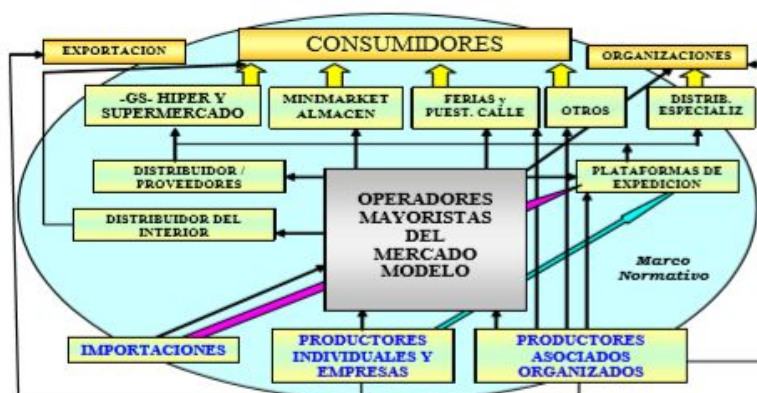 EXPORTACION
CONSUMIDORES
ORGANIZACIONES
-GS- HIPER Y
SUPERMERCADO
MINIMARKET
ALMACEN
FERIAS y
PUEST. CALLE
OTROS
DISTRIB.
ESPECIALIZ
DISTRIBUIDOR /
PROVEEDORES
PLATAFORMAS DE
EXPEDICION
OPERADORES
MAYORISTAS
DEL
MERCADO
MODELO
DISTRIBUIDOR DEL
INTERIOR
Marco
Normativo
IMPORTACIONES
PRODUCTORES
INDIVIDUALES Y
EMPRESAS
PRODUCTORES
ASOCIADOS
ORGANIZADOS